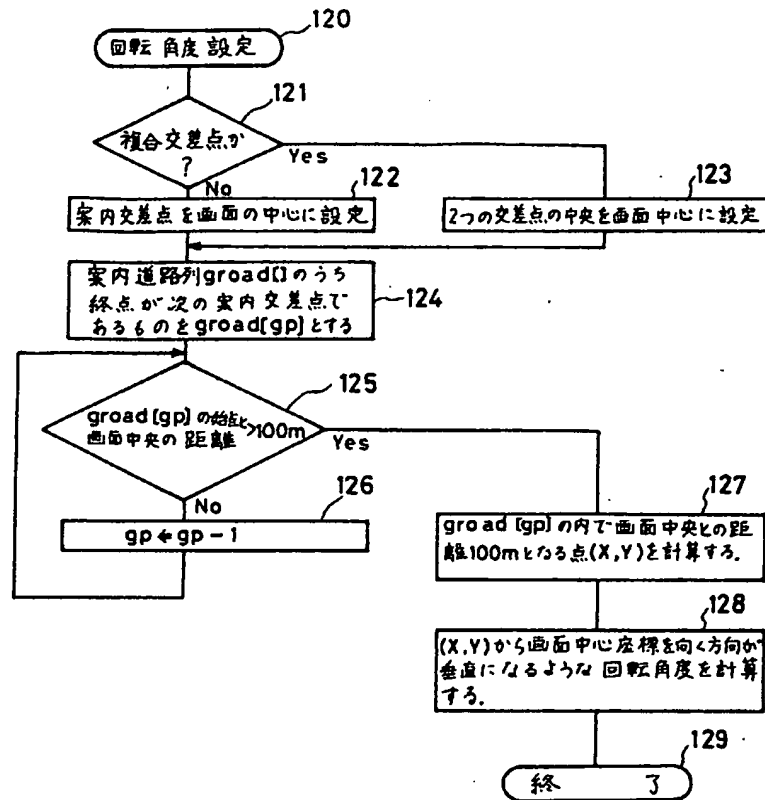 120
回転角度設定
121
複合交差点か
?
Yes
No
122
案内交差点を画面の中心に設定
123
2つの交差点の中央を画面中心に設定
案内道路列groad[]のうち
終点が次の案内交差点で
あるものをgroad[gp]とする
124
125
groad[gp]の始点と
画面中央の距離>100m
Yes
No
126
gp←gp-1
127
groad[gp]の内で画面中央との距
離100mとなる点(X,Y)を計算する.
128
(X,Y)から画面中心座標を向く方向が
垂直になるような回転角度を計算
する.
129
終了